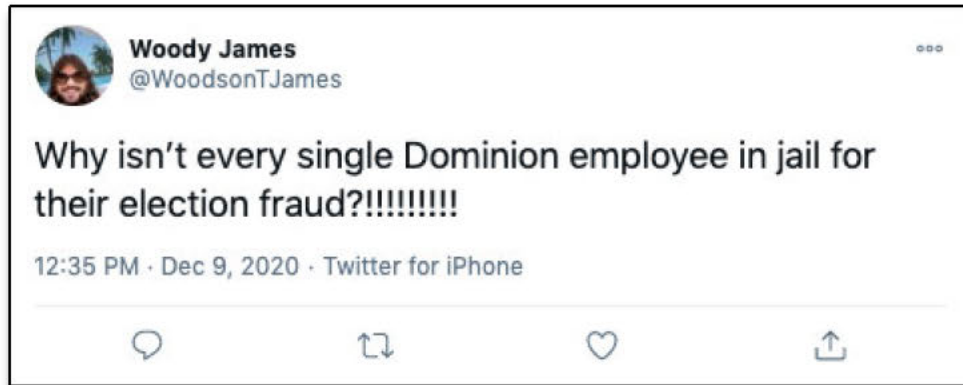 Woody James
@WoodsonTJames
Why isn’t every single Dominion employee in jail for
their election fraud?!!!!!!!!!
12:35 PM · Dec 9, 2020 · Twitter for iPhone